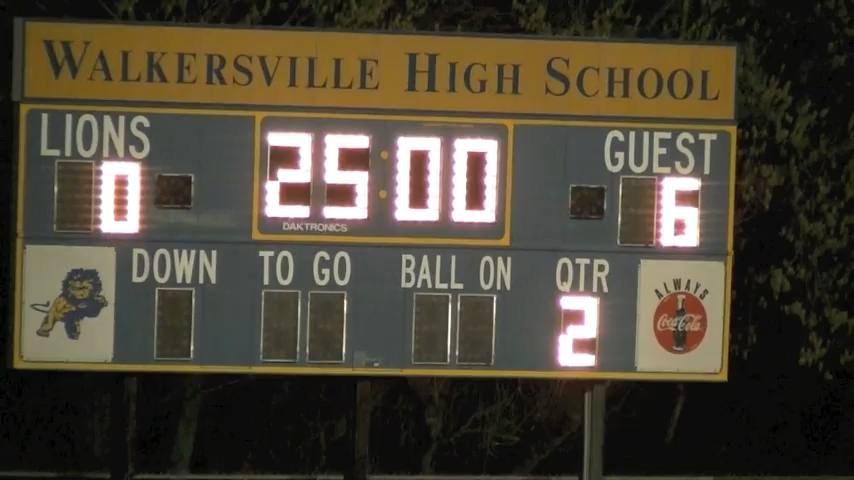 WALKERSVILLE HIGH SCHOOL
LIONS 25:00 GUEST
0 6
DAKTRONICS
DOWN TO GO BALL ON QTR
2
ALWAYS
Coca-Cola